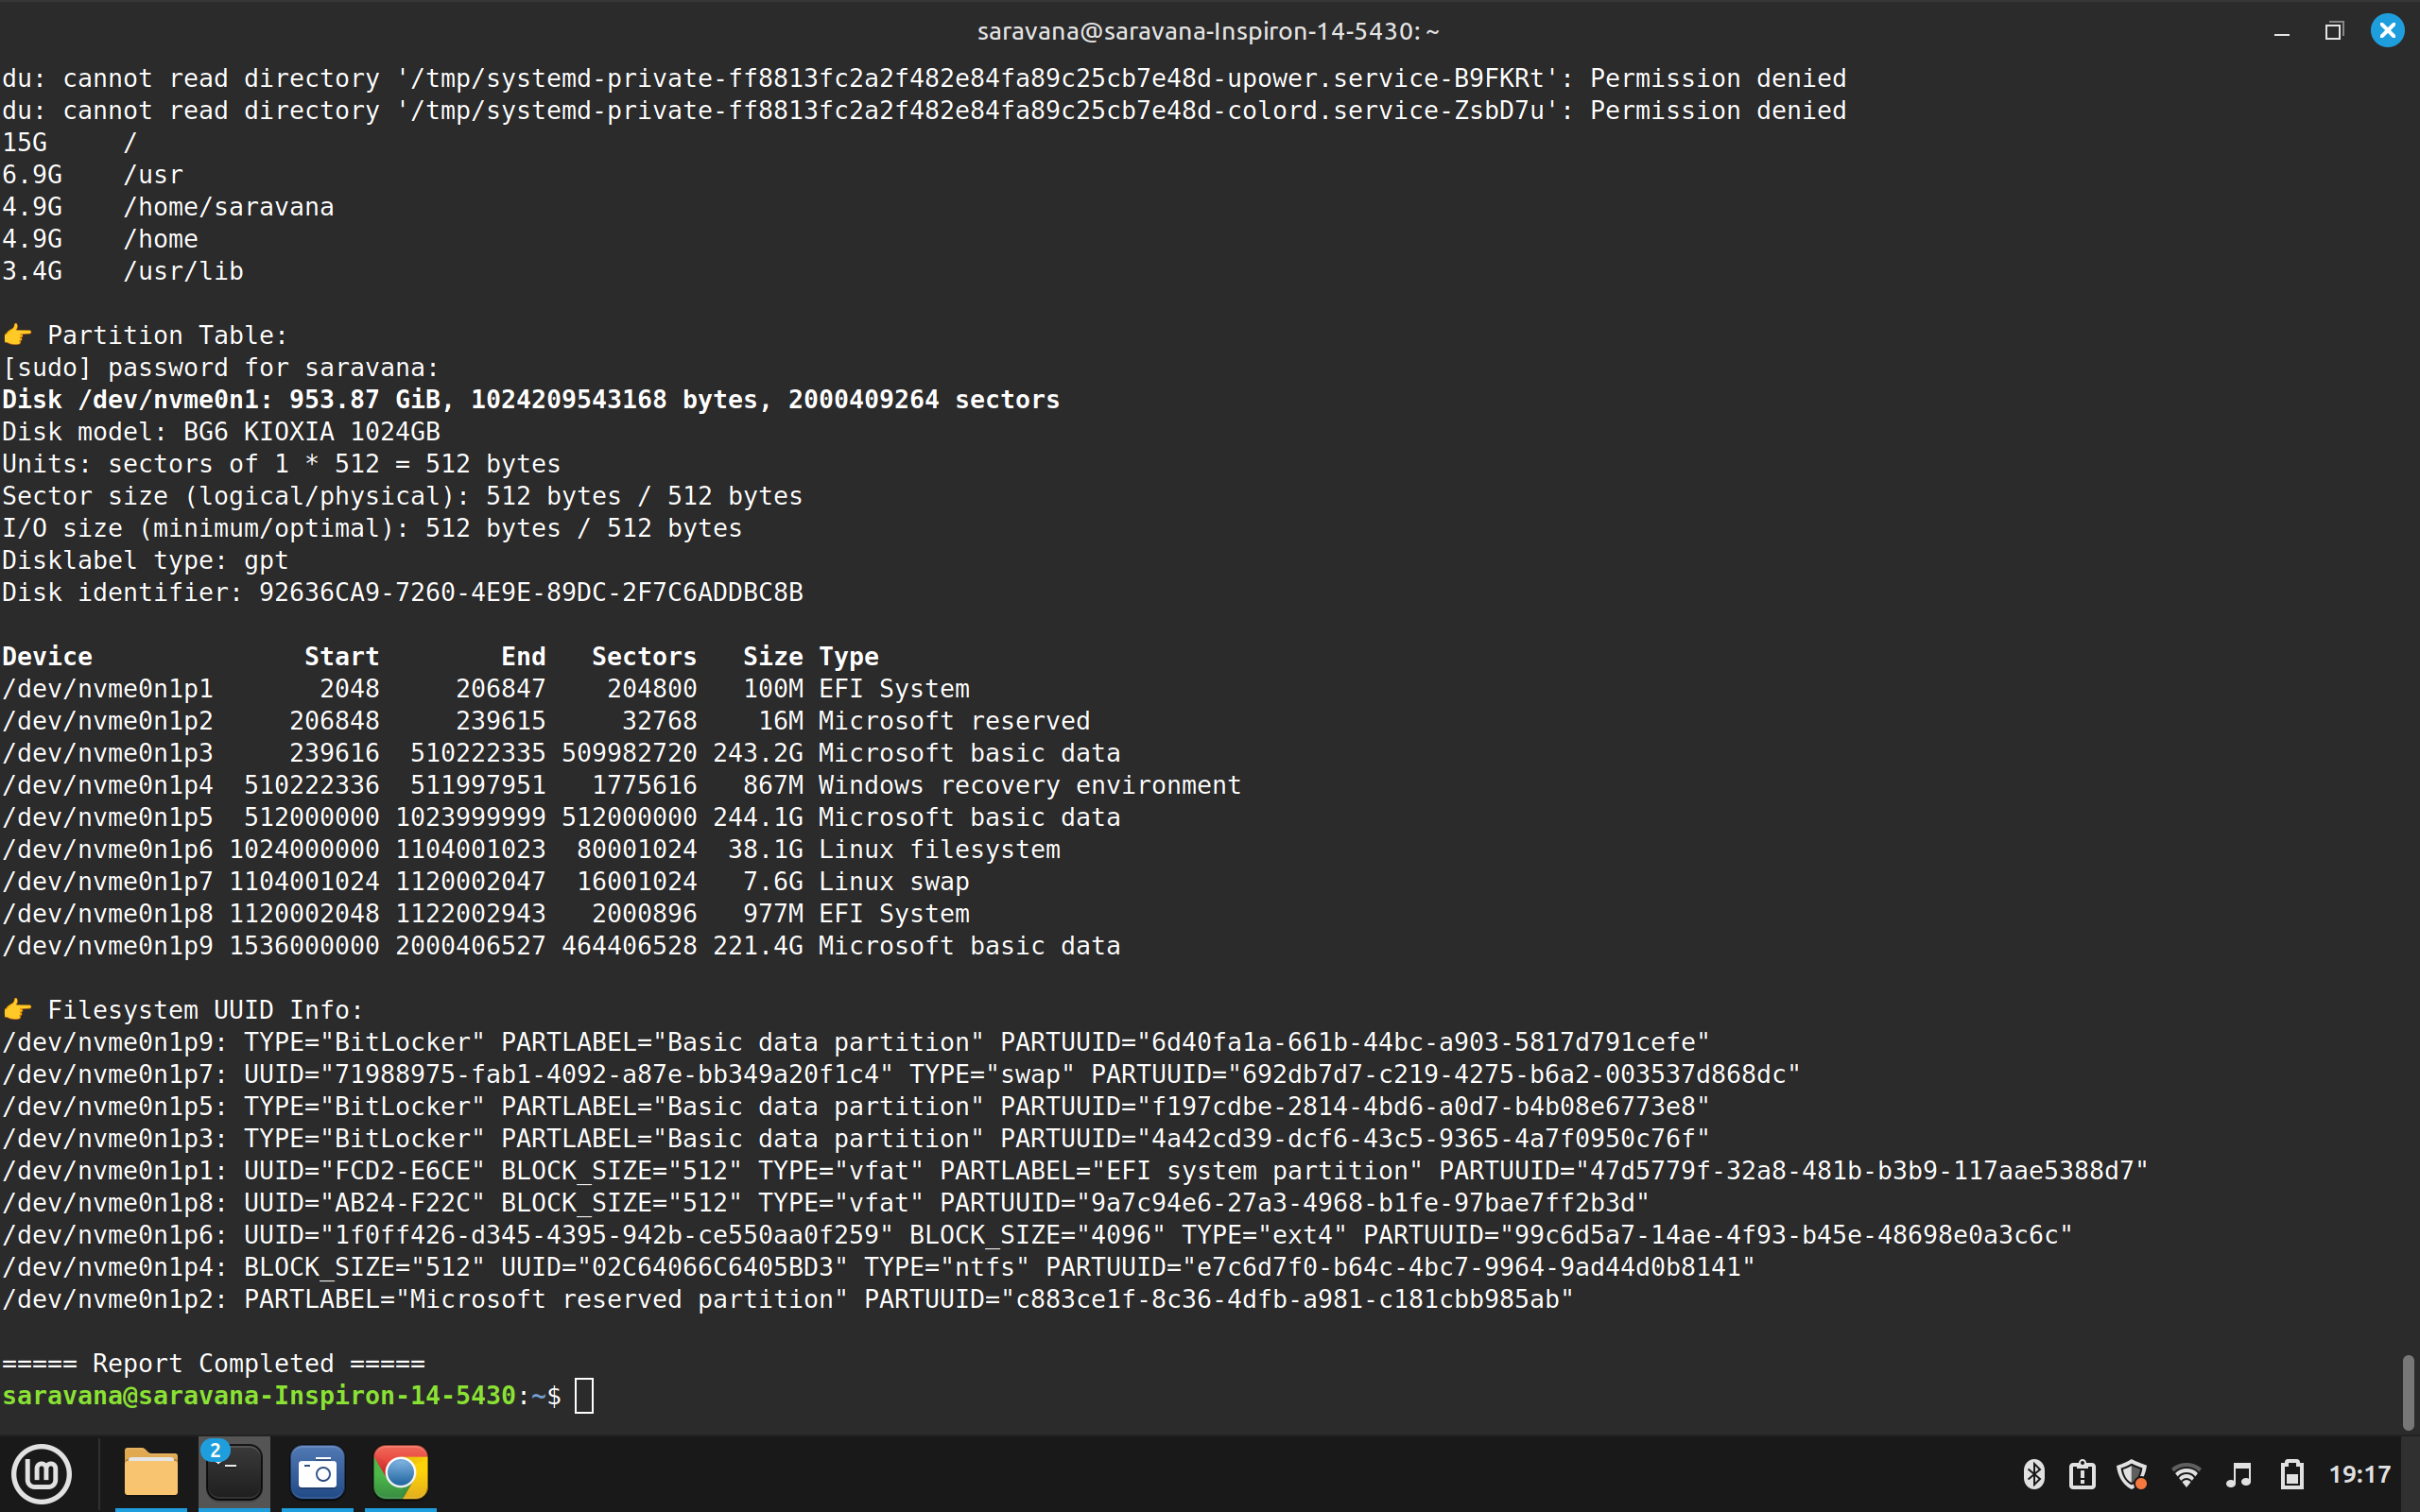 saravana@saravana-Inspiron-14-5430: ~
du: cannot read directory '/tmp/systemd-private-ff8813fc2a2f482e84fa89c25cb7e48d-upower.service-B9FKRt': Permission denied
du: cannot read directory '/tmp/systemd-private-ff8813fc2a2f482e84fa89c25cb7e48d-colord.service-ZsbD7u': Permission denied
15G     /
6.9G    /usr
4.9G    /home/saravana
4.9G    /home
3.4G    /usr/lib
👉 Partition Table:
[sudo] password for saravana:
Disk /dev/nvme0n1: 953.87 GiB, 1024209543168 bytes, 2000409264 sectors
Disk model: BG6 KIOXIA 1024GB
Units: sectors of 1 * 512 = 512 bytes
Sector size (logical/physical): 512 bytes / 512 bytes
I/O size (minimum/optimal): 512 bytes / 512 bytes
Disklabel type: gpt
Disk identifier: 92636CA9-7260-4E9E-89DC-2F7C6ADDBC8B
Device              Start        End   Sectors   Size Type
/dev/nvme0n1p1       2048     206847    204800   100M EFI System
/dev/nvme0n1p2     206848     239615     32768    16M Microsoft reserved
/dev/nvme0n1p3     239616  510222335 509982720 243.2G Microsoft basic data
/dev/nvme0n1p4  510222336  511997951   1775616   867M Windows recovery environment
/dev/nvme0n1p5  512000000 1023999999 512000000 244.1G Microsoft basic data
/dev/nvme0n1p6 1024000000 1104001023  80001024  38.1G Linux filesystem
/dev/nvme0n1p7 1104001024 1120002047  16001024   7.6G Linux swap
/dev/nvme0n1p8 1120002048 1122002943   2000896   977M EFI System
/dev/nvme0n1p9 1536000000 2000406527 464406528 221.4G Microsoft basic data
👉 Filesystem UUID Info:
/dev/nvme0n1p9: TYPE="BitLocker" PARTLABEL="Basic data partition" PARTUUID="6d40fa1a-661b-44bc-a903-5817d791cefe"
/dev/nvme0n1p7: UUID="71988975-fab1-4092-a87e-bb349a20f1c4" TYPE="swap" PARTUUID="692db7d7-c219-4275-b6a2-003537d868dc"
/dev/nvme0n1p5: TYPE="BitLocker" PARTLABEL="Basic data partition" PARTUUID="f197cdbe-2814-4bd6-a0d7-b4b08e6773e8"
/dev/nvme0n1p3: TYPE="BitLocker" PARTLABEL="Basic data partition" PARTUUID="4a42cd39-dcf6-43c5-9365-4a7f0950c76f"
/dev/nvme0n1p1: UUID="FCD2-E6CE" BLOCK_SIZE="512" TYPE="vfat" PARTLABEL="EFI system partition" PARTUUID="47d5779f-32a8-481b-b3b9-117aae5388d7"
/dev/nvme0n1p8: UUID="AB24-F22C" BLOCK_SIZE="512" TYPE="vfat" PARTUUID="9a7c94e6-27a3-4968-b1fe-97bae7ff2b3d"
/dev/nvme0n1p6: UUID="1f0ff426-d345-4395-942b-ce550aa0f259" BLOCK_SIZE="4096" TYPE="ext4" PARTUUID="99c6d5a7-14ae-4f93-b45e-48698e0a3c6c"
/dev/nvme0n1p4: BLOCK_SIZE="512" UUID="02C64066C6405BD3" TYPE="ntfs" PARTUUID="e7c6d7f0-b64c-4bc7-9964-9ad44d0b8141"
/dev/nvme0n1p2: PARTLABEL="Microsoft reserved partition" PARTUUID="c883ce1f-8c36-4dfb-a981-c181cbb985ab"
===== Report Completed =====
saravana@saravana-Inspiron-14-5430:~$
2
19:17